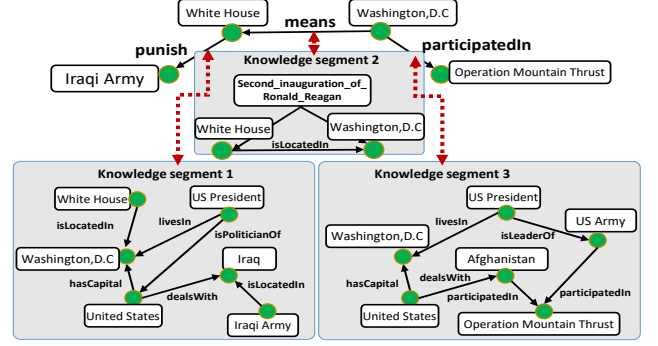 White House
means
Washington,D.C
punish
participatedIn
Iraqi Army
Operation Mountain Thrust
Knowledge segment 2
Second_inauguration_of_
Ronald_Reagan
White House
Washington,D.C
isLocatedIn
Knowledge segment 1
White House
US President
isLocatedIn
livesIn
isPoliticianOf
Washington,D.C
Iraq
hasCapital
dealsWith
isLocatedIn
United States
Iraqi Army
Knowledge segment 3
US President
livesIn
US Army
isLeaderOf
Washington,D.C
Afghanistan
dealsWith
hasCapital
participatedIn
participatedIn
United States
Operation Mountain Thrust